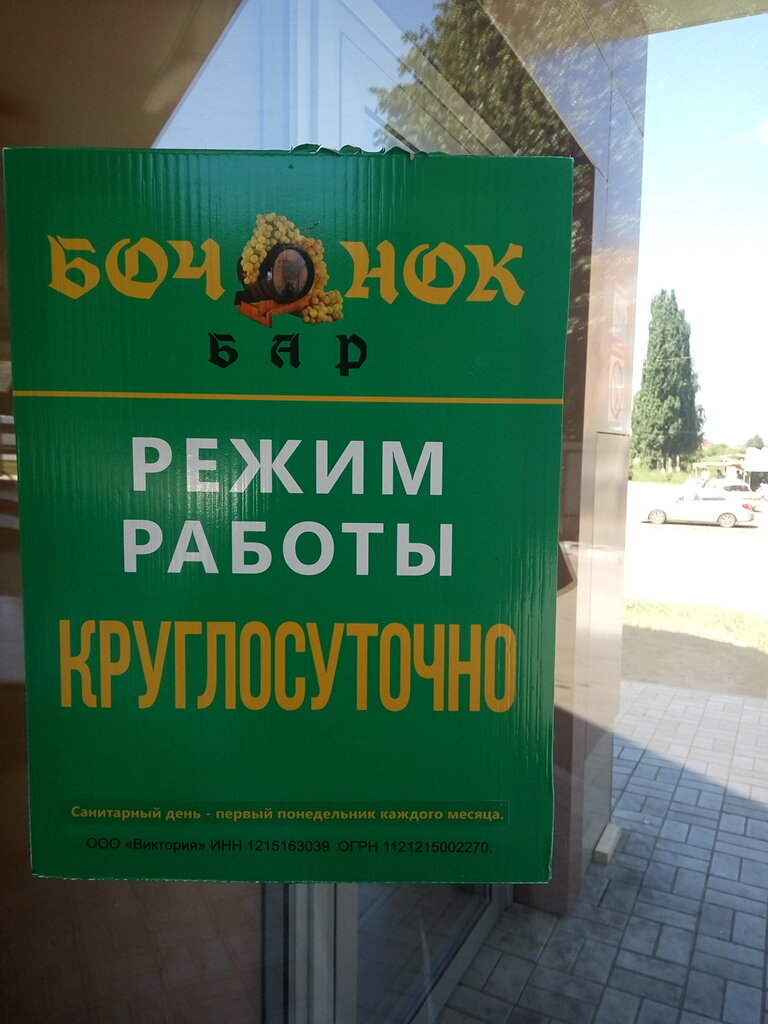 БОЧОНОК
БАР
РЕЖИМ
РАБОТЫ
КРУГЛОСУТОЧНО
Санитарный день - первый понедельник каждого месяца.
ООО «Виктория» ИНН 1215163039 ОГРН 1121215002270.